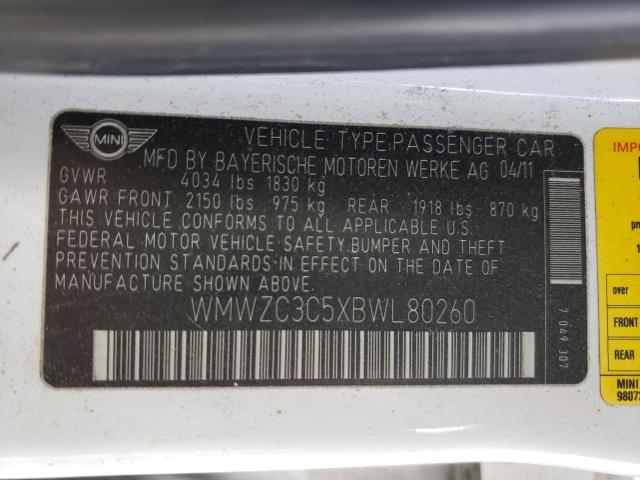 MINI
VEHICLE TYPE:PASSENGER CAR
MFD BY BAYERISCHE MOTOREN WERKE AG 04/11
GVWR 4034 lbs 1830 kg
GAWR FRONT 2150 lbs 975 kg REAR 1918 lbs 870 kg
THIS VEHICLE CONFORMS TO ALL APPLICABLE U.S.
FEDERAL MOTOR VEHICLE SAFETY,BUMPER AND THEFT
PREVENTION STANDARDS IN EFFECT ON THE DATE OF
MANUFACTURE SHOWN ABOVE.
WMWZC3C5XBWL80260
7 049 307
over
FRONT
REAR
MINI